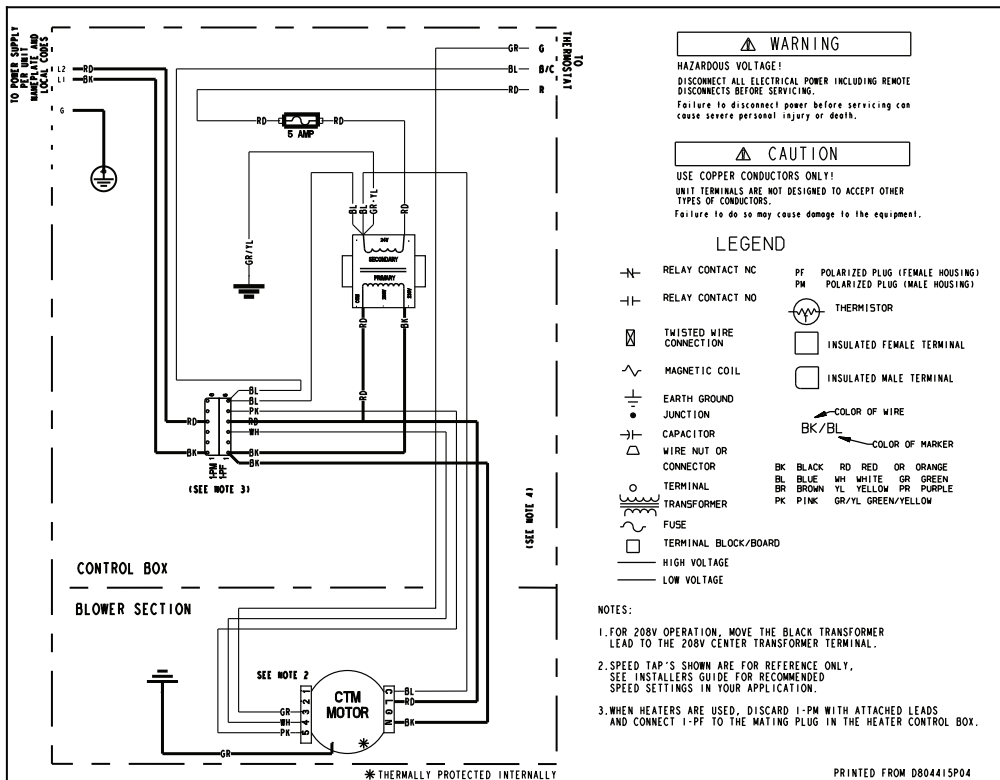 TO POWER SUPPLY
PER UNIT
NAMEPLATE AND
LOCAL CODES
L2 RD
L1 BK
G
GR G
BL B/C
RD R
TO
THERMOSTAT
RD RD
5 AMP
GR/YL
BL BL GR-YL RD
24V
SECONDARY
PRIMARY
COM 208V 230V
RD BK
RD
BL
BL
PK
RD RD
WH
BK BK
BK
1-PM 1
1-PF 1
(SEE NOTE 3)
(SEE NOTE 4)
CONTROL BOX
BLOWER SECTION
SEE NOTE 2
CTM
MOTOR
1
2
3
4
5
GR
WH
PK
C
L
G
N
BL
RD
BK
GR
*
* THERMALLY PROTECTED INTERNALLY
WARNING
HAZARDOUS VOLTAGE!
DISCONNECT ALL ELECTRICAL POWER INCLUDING REMOTE
DISCONNECTS BEFORE SERVICING.
Failure to disconnect power before servicing can
cause severe personal injury or death.
CAUTION
USE COPPER CONDUCTORS ONLY!
UNIT TERMINALS ARE NOT DESIGNED TO ACCEPT OTHER
TYPES OF CONDUCTORS.
Failure to do so may cause damage to the equipment.
LEGEND
RELAY CONTACT NC
RELAY CONTACT NO
TWISTED WIRE
CONNECTION
MAGNETIC COIL
EARTH GROUND
JUNCTION
CAPACITOR
WIRE NUT OR
CONNECTOR
TERMINAL
TRANSFORMER
FUSE
TERMINAL BLOCK/BOARD
HIGH VOLTAGE
LOW VOLTAGE
PF POLARIZED PLUG (FEMALE HOUSING)
PM POLARIZED PLUG (MALE HOUSING)
THERMISTOR
INSULATED FEMALE TERMINAL
INSULATED MALE TERMINAL
COLOR OF WIRE
BK/BL
COLOR OF MARKER
BK BLACK RD RED OR ORANGE
BL BLUE WH WHITE GR GREEN
BR BROWN YL YELLOW PR PURPLE
PK PINK GR/YL GREEN/YELLOW
NOTES:
1. FOR 208V OPERATION, MOVE THE BLACK TRANSFORMER
LEAD TO THE 208V CENTER TRANSFORMER TERMINAL.
2. SPEED TAP'S SHOWN ARE FOR REFERENCE ONLY,
SEE INSTALLERS GUIDE FOR RECOMMENDED
SPEED SETTINGS IN YOUR APPLICATION.
3. WHEN HEATERS ARE USED, DISCARD 1-PM WITH ATTACHED LEADS
AND CONNECT 1-PF TO THE MATING PLUG IN THE HEATER CONTROL BOX.
PRINTED FROM D804415P04